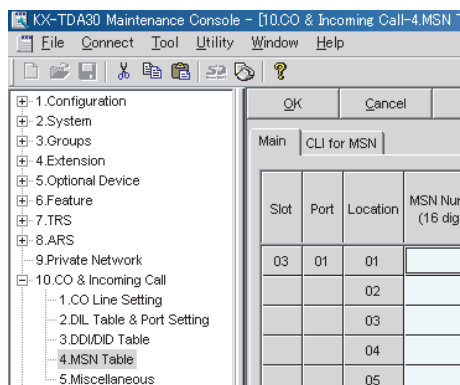 KX-TDA30 Maintenance Console - [10.CO & Incoming Call-4.MSN
File Connect Tool Utility Window Help
1.Configuration
2.System
3.Groups
4.Extension
5.Optional Device
6.Feature
7.TRS
8.ARS
9.Private Network
10.CO & Incoming Call
1.CO Line Setting
2.DIL Table & Port Setting
3.DDI/DID Table
4.MSN Table
5.Miscellaneous
OK Cancel
Main CLI for MSN
Slot Port Location MSN
(16
03 01 01
02
03
04
05